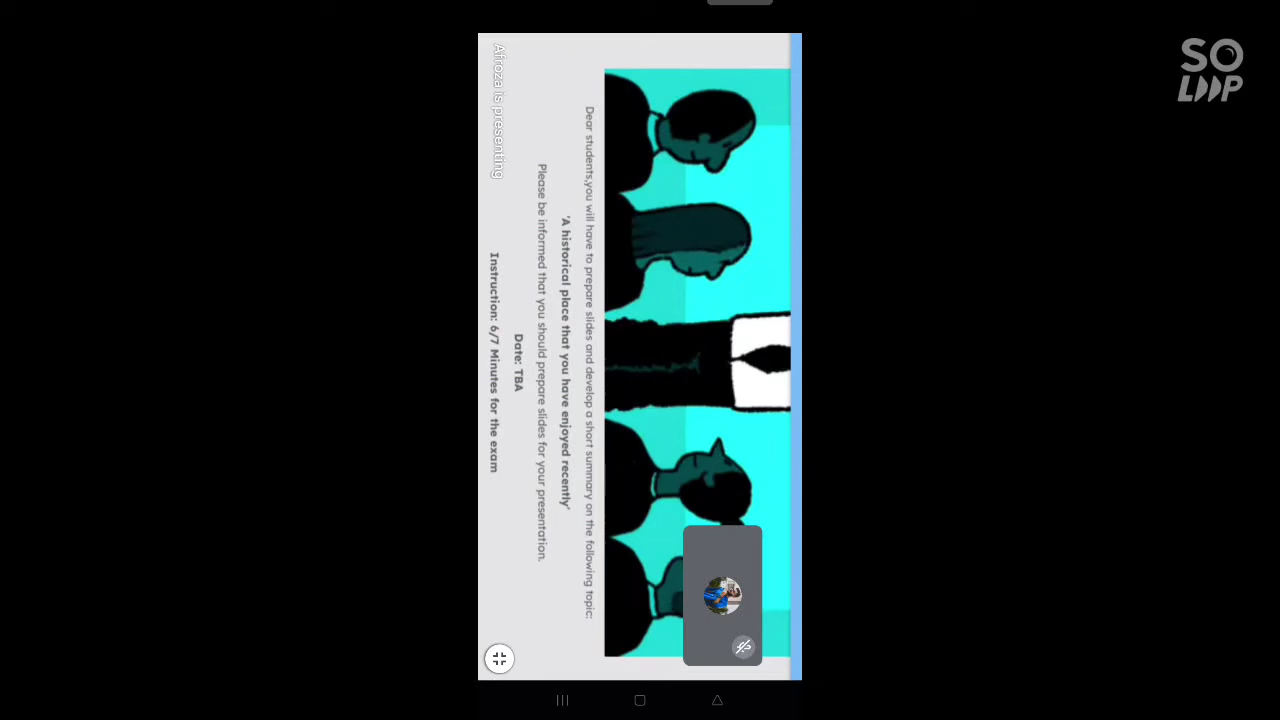 Dear students,you will have to prepare slides and develop a short summary on the following topic:
'A historical place that you have enjoyed recently'
Please be informed that you should prepare slides for your presentation.
Date: TBA
Instruction: 6/7 Minutes for the exam
Afroza is presenting
SO
LOOP